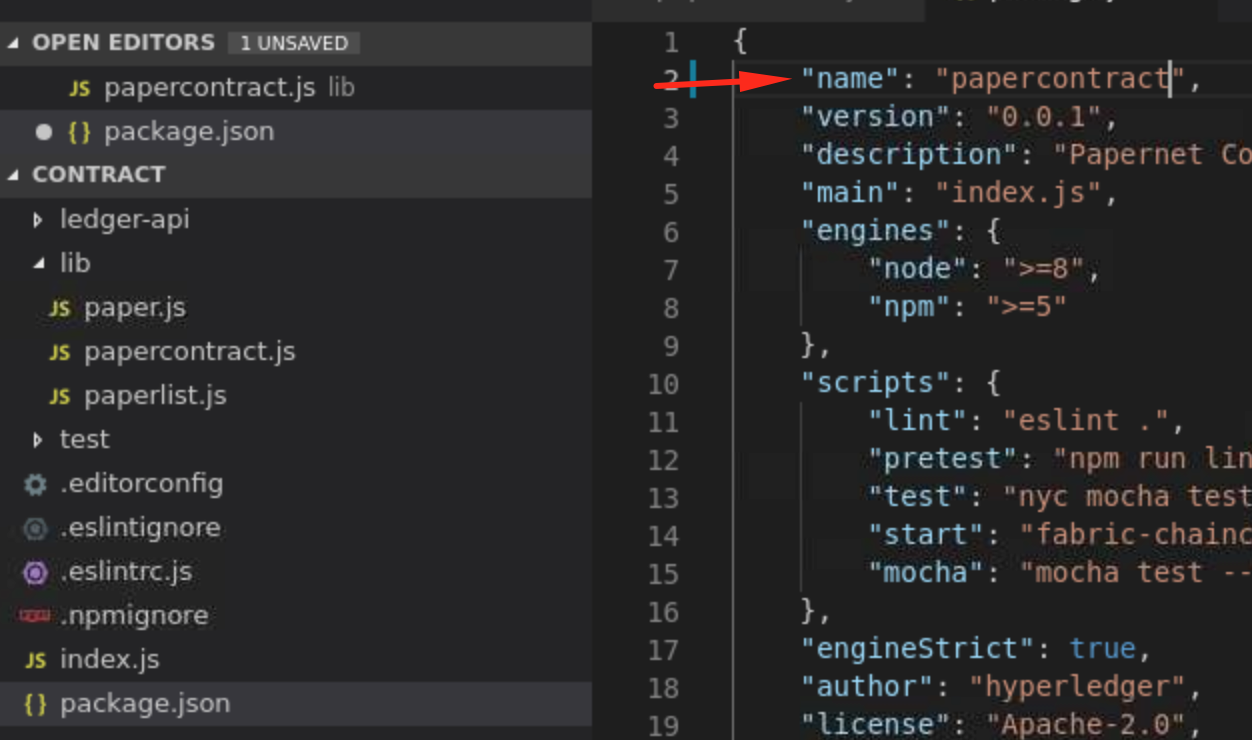 OPEN EDITORS 1 UNSAVED
JS papercontract.js lib
{} package.json
CONTRACT
ledger-api
lib
JS paper.js
JS papercontract.js
JS paperlist.js
test
.editorconfig
.eslintignore
.eslintrc.js
.npmignore
JS index.js
{} package.json
1 {
2 "name": "papercontract",
3 "version": "0.0.1",
4 "description": "Papernet Co
5 "main": "index.js",
6 "engines": {
7 "node": ">=8",
8 "npm": ">=5"
9 },
10 "scripts": {
11 "lint": "eslint .",
12 "pretest": "npm run lin
13 "test": "nyc mocha test
14 "start": "fabric-chainc
15 "mocha": "mocha test --
16 },
17 "engineStrict": true,
18 "author": "hyperledger",
19 "license": "Apache-2.0",